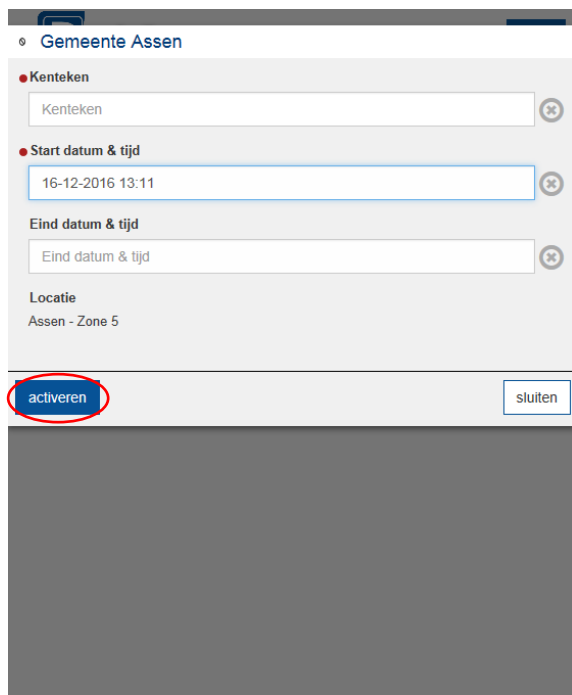 Gemeente Assen
Kenteken
Kenteken
Start datum & tijd
16-12-2016 13:11
Eind datum & tijd
Eind datum & tijd
Locatie
Assen - Zone 5
activeren
sluiten